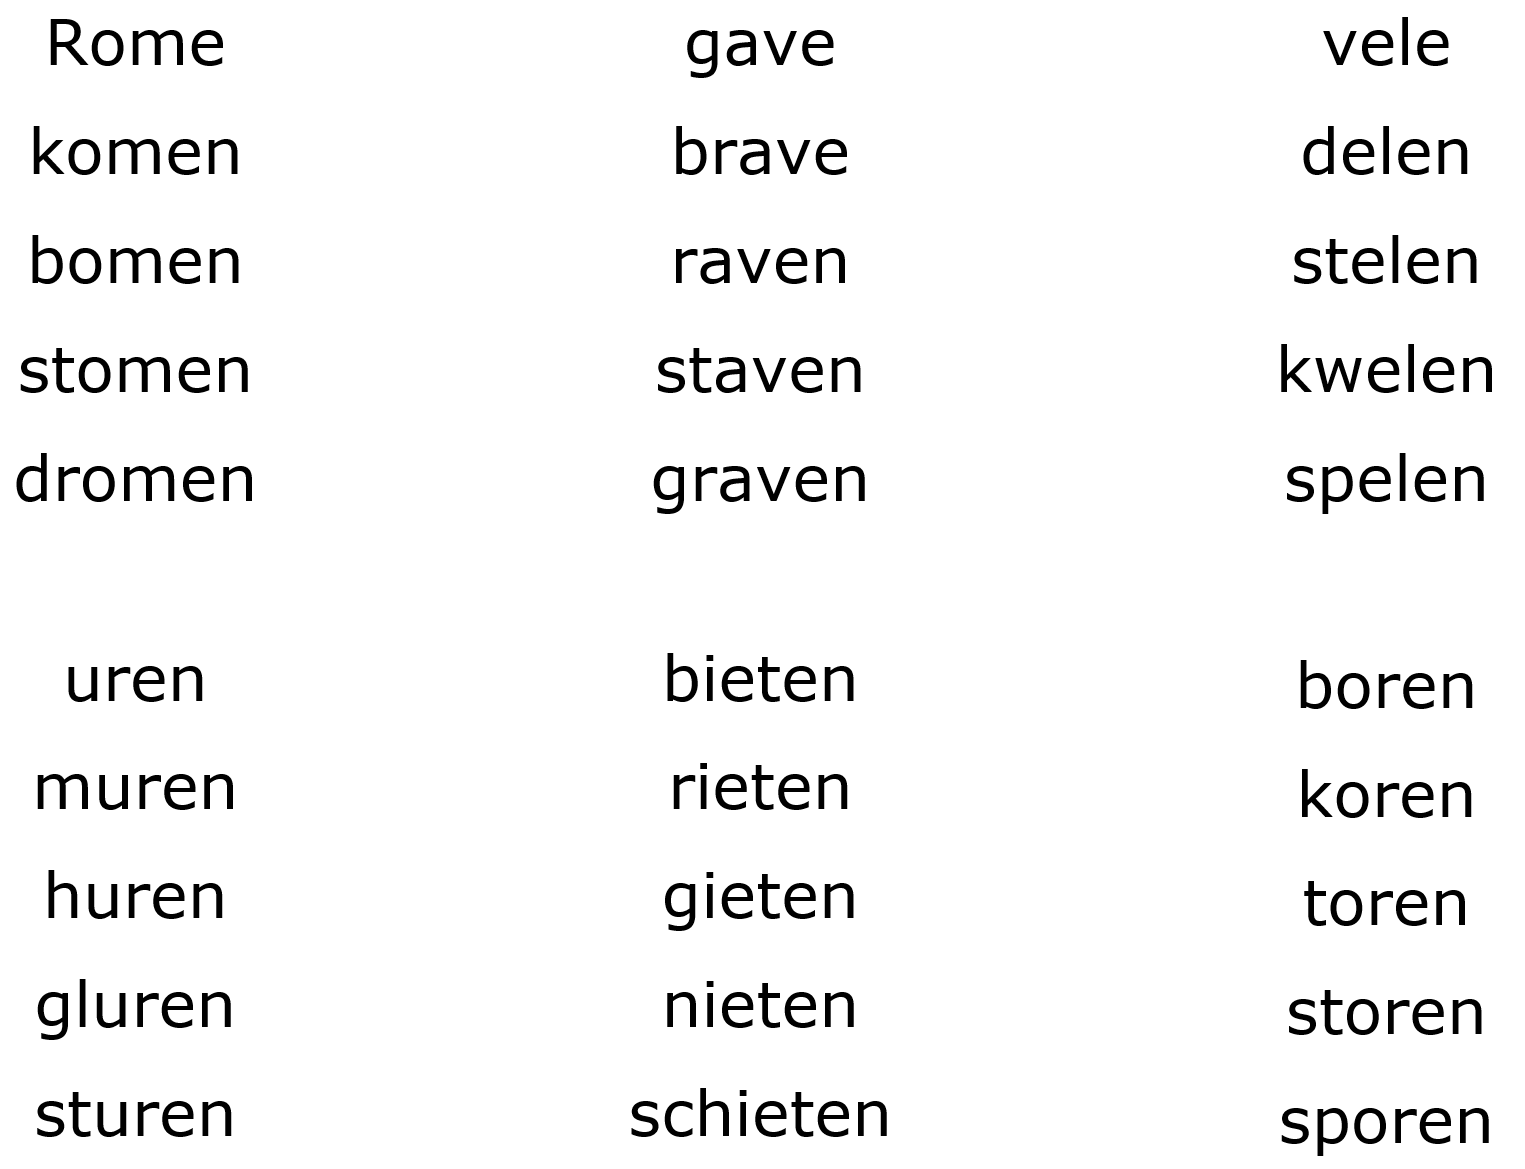 Rome gave vele
komen brave delen
bomen raven stelen
stomen staven kwelen
dromen graven spelen
uren bieten boren
muren rieten koren
huren gieten toren
gluren nieten storen
sturen schieten sporen